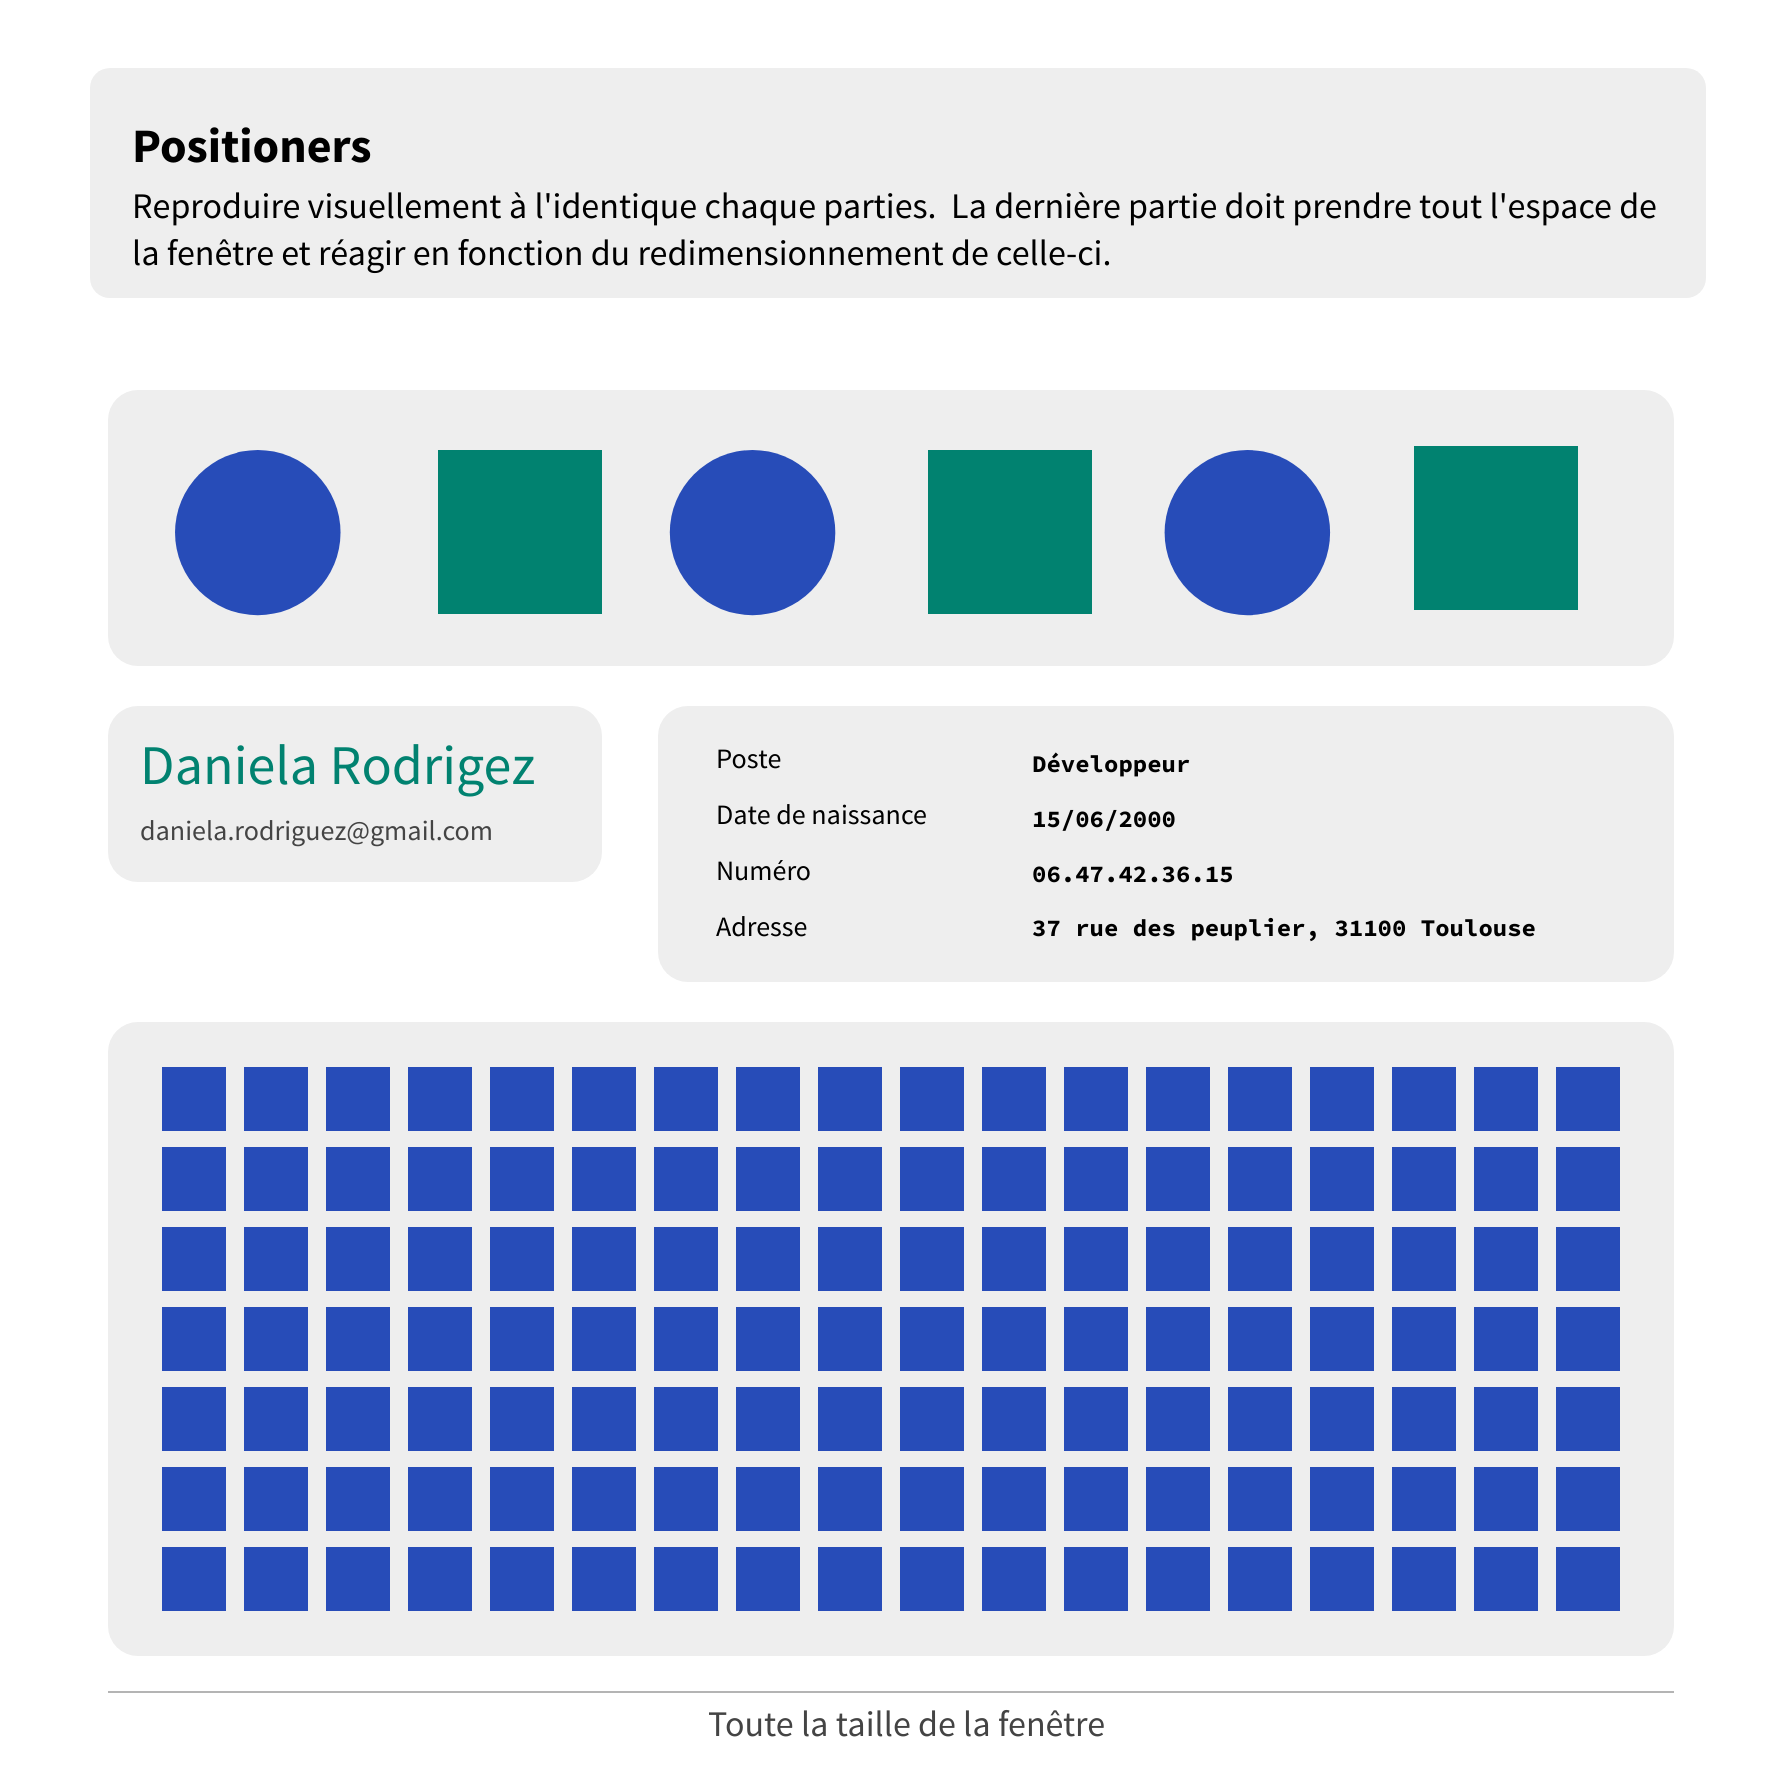 Positioners
Reproduire visuellement à l'identique chaque parties.  La dernière partie doit prendre tout l'espace de
la fenêtre et réagir en fonction du redimensionnement de celle-ci.
Daniela Rodrigez
daniela.rodriguez@gmail.com
Poste Développeur
Date de naissance 15/06/2000
Numéro 06.47.42.36.15
Adresse 37 rue des peuplier, 31100 Toulouse
Toute la taille de la fenêtre